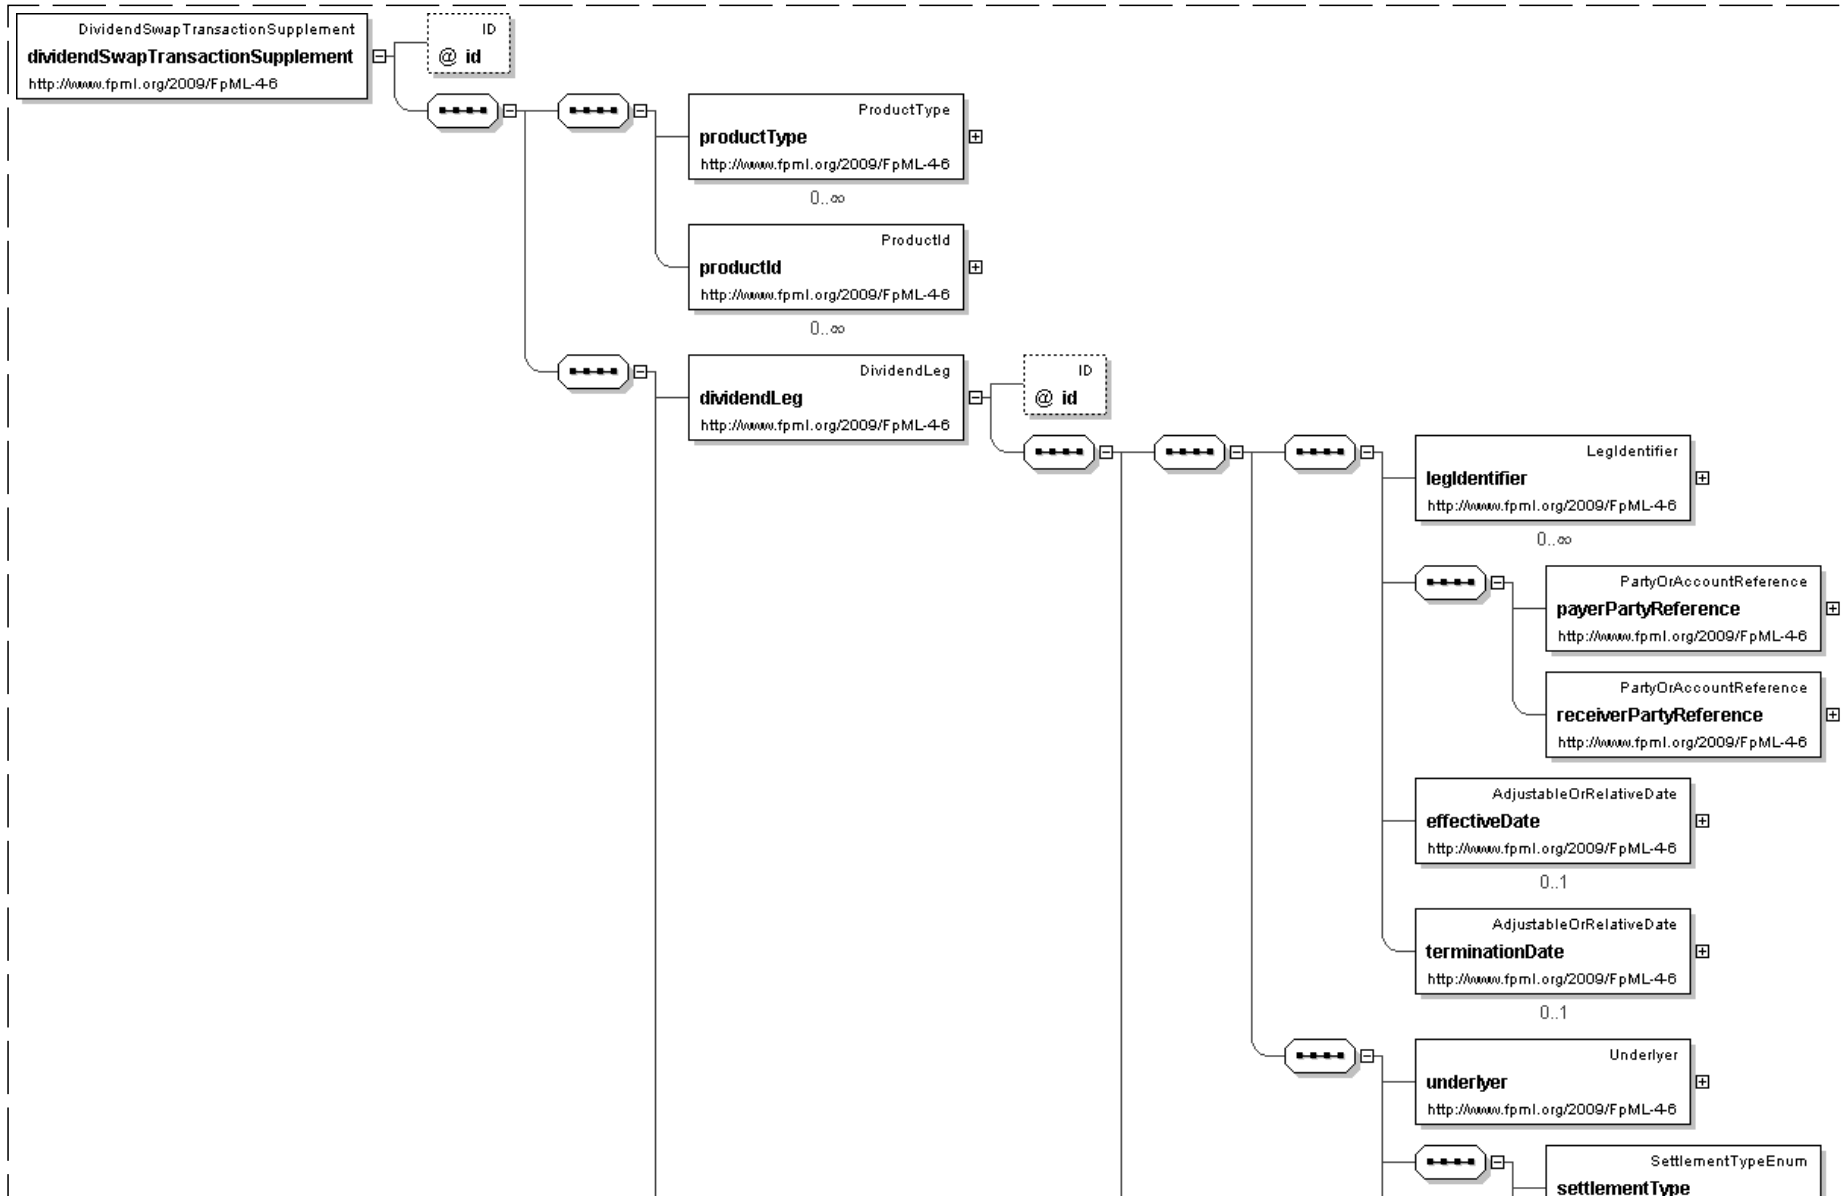 DividendSwapTransactionSupplement
dividendSwapTransactionSupplement
http://www.fpml.org/2009/FpML-4-6
ID
@ id
ProductType
productType
http://www.fpml.org/2009/FpML-4-6
0..∞
ProductId
productId
http://www.fpml.org/2009/FpML-4-6
0..∞
DividendLeg
dividendLeg
http://www.fpml.org/2009/FpML-4-6
ID
@ id
LegIdentifier
legIdentifier
http://www.fpml.org/2009/FpML-4-6
0..∞
PartyOrAccountReference
payerPartyReference
http://www.fpml.org/2009/FpML-4-6
PartyOrAccountReference
receiverPartyReference
http://www.fpml.org/2009/FpML-4-6
AdjustableOrRelativeDate
effectiveDate
http://www.fpml.org/2009/FpML-4-6
0..1
AdjustableOrRelativeDate
terminationDate
http://www.fpml.org/2009/FpML-4-6
0..1
Underlyer
underlyer
http://www.fpml.org/2009/FpML-4-6
SettlementTypeEnum
settlementType